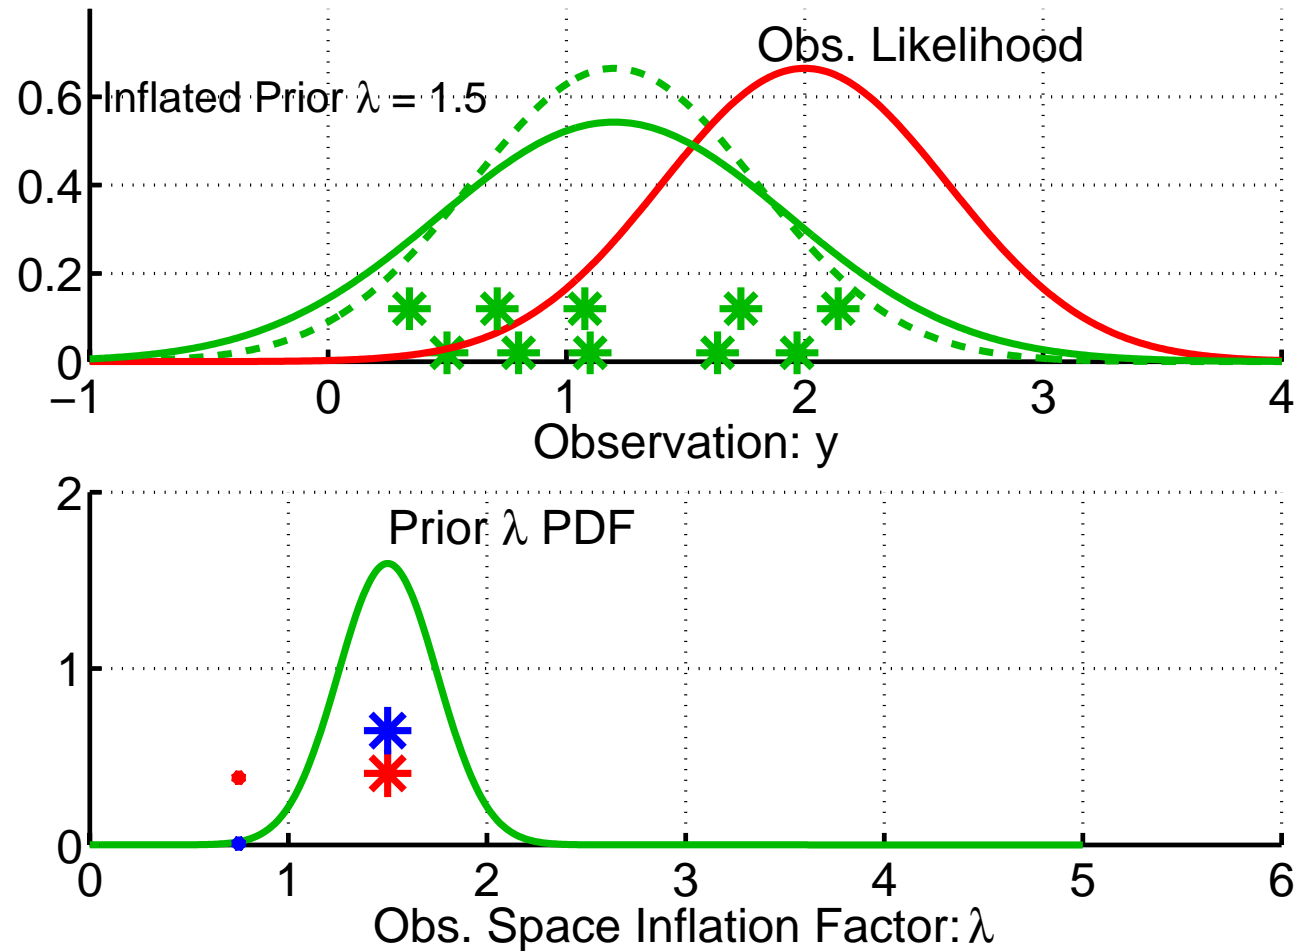 Obs. Likelihood
Inflated Prior λ = 1.5
0.6
0.4
0.2
0
−1 0 1 2 3 4
Observation: y
2
Prior λ PDF
1
0
0 1 2 3 4 5 6
Obs. Space Inflation Factor: λ